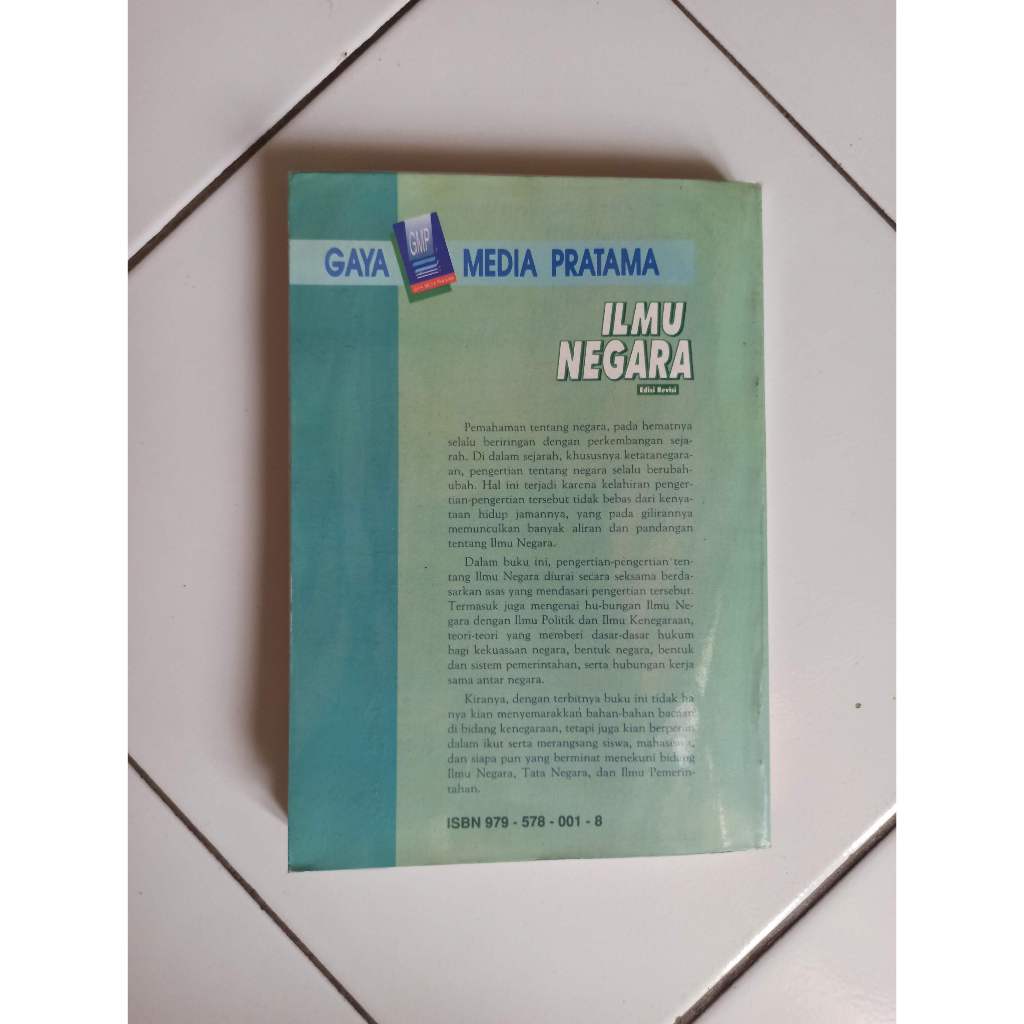 GAYA GMP MEDIA PRATAMA
ILMU
NEGARA
Edisi Revisi
Pemahaman tentang negara, pada hematnya
selalu beriringan dengan perkembangan seja-
rah. Di dalam sejarah, khususnya ketatanegara-
an, pengertian tentang negara selalu berubah-
ubah. Hal ini terjadi karena kelahiran penger-
tian-pengertian tersebut tidak bebas dari kenya-
taan hidup jamannya, yang pada gilirannya
memunculkan banyak aliran dan pandangan
tentang Ilmu Negara.
Dalam buku ini, pengertian-pengertian ten-
tang Ilmu Negara diurai secara seksama berda-
sarkan asas yang mendasari pengertian tersebut.
Termasuk juga mengenai hu-bungan Ilmu Ne-
gara dengan Ilmu Politik dan Ilmu Kenegaraan,
teori-teori yang memberi dasar-dasar hukum
bagi kekuasaan negara, bentuk negara, bentuk
dan sistem pemerintahan, serta hubungan kerja
sama antar negara.
Kiranya, dengan terbitnya buku ini tidak ha
nya kian menyemarakkan bahan-bahan bacaan
di bidang kenegaraan, tetapi juga kian berperan
dalam ikut serta merangsang siswa, mahasiswa,
dan siapa pun yang berminat menekuni bidang
Ilmu Negara, Tata Negara, dan Ilmu Pemerin-
tahan.
ISBN 979 - 578 - 001 - 8